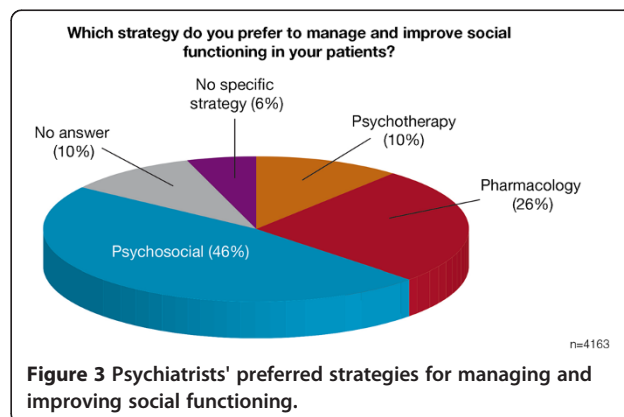 Which strategy do you prefer to manage and improve social
functioning in your patients?
No specific
strategy (6%)
Psychotherapy
(10%)
No answer
(10%)
Pharmacology
(26%)
Psychosocial (46%)
n=4163
Figure 3 Psychiatrists' preferred strategies for managing and
improving social functioning.